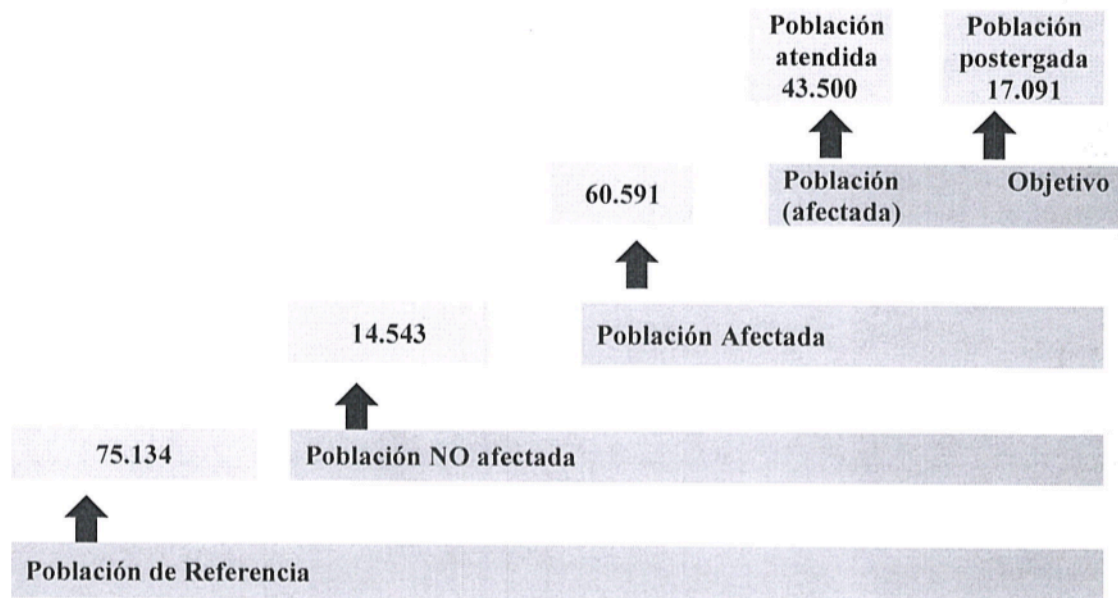 Población
atendida
43.500
Población
postergada
17.091
60.591
Población Objetivo
(afectada)
14.543
Población Afectada
75.134
Población NO afectada
Población de Referencia